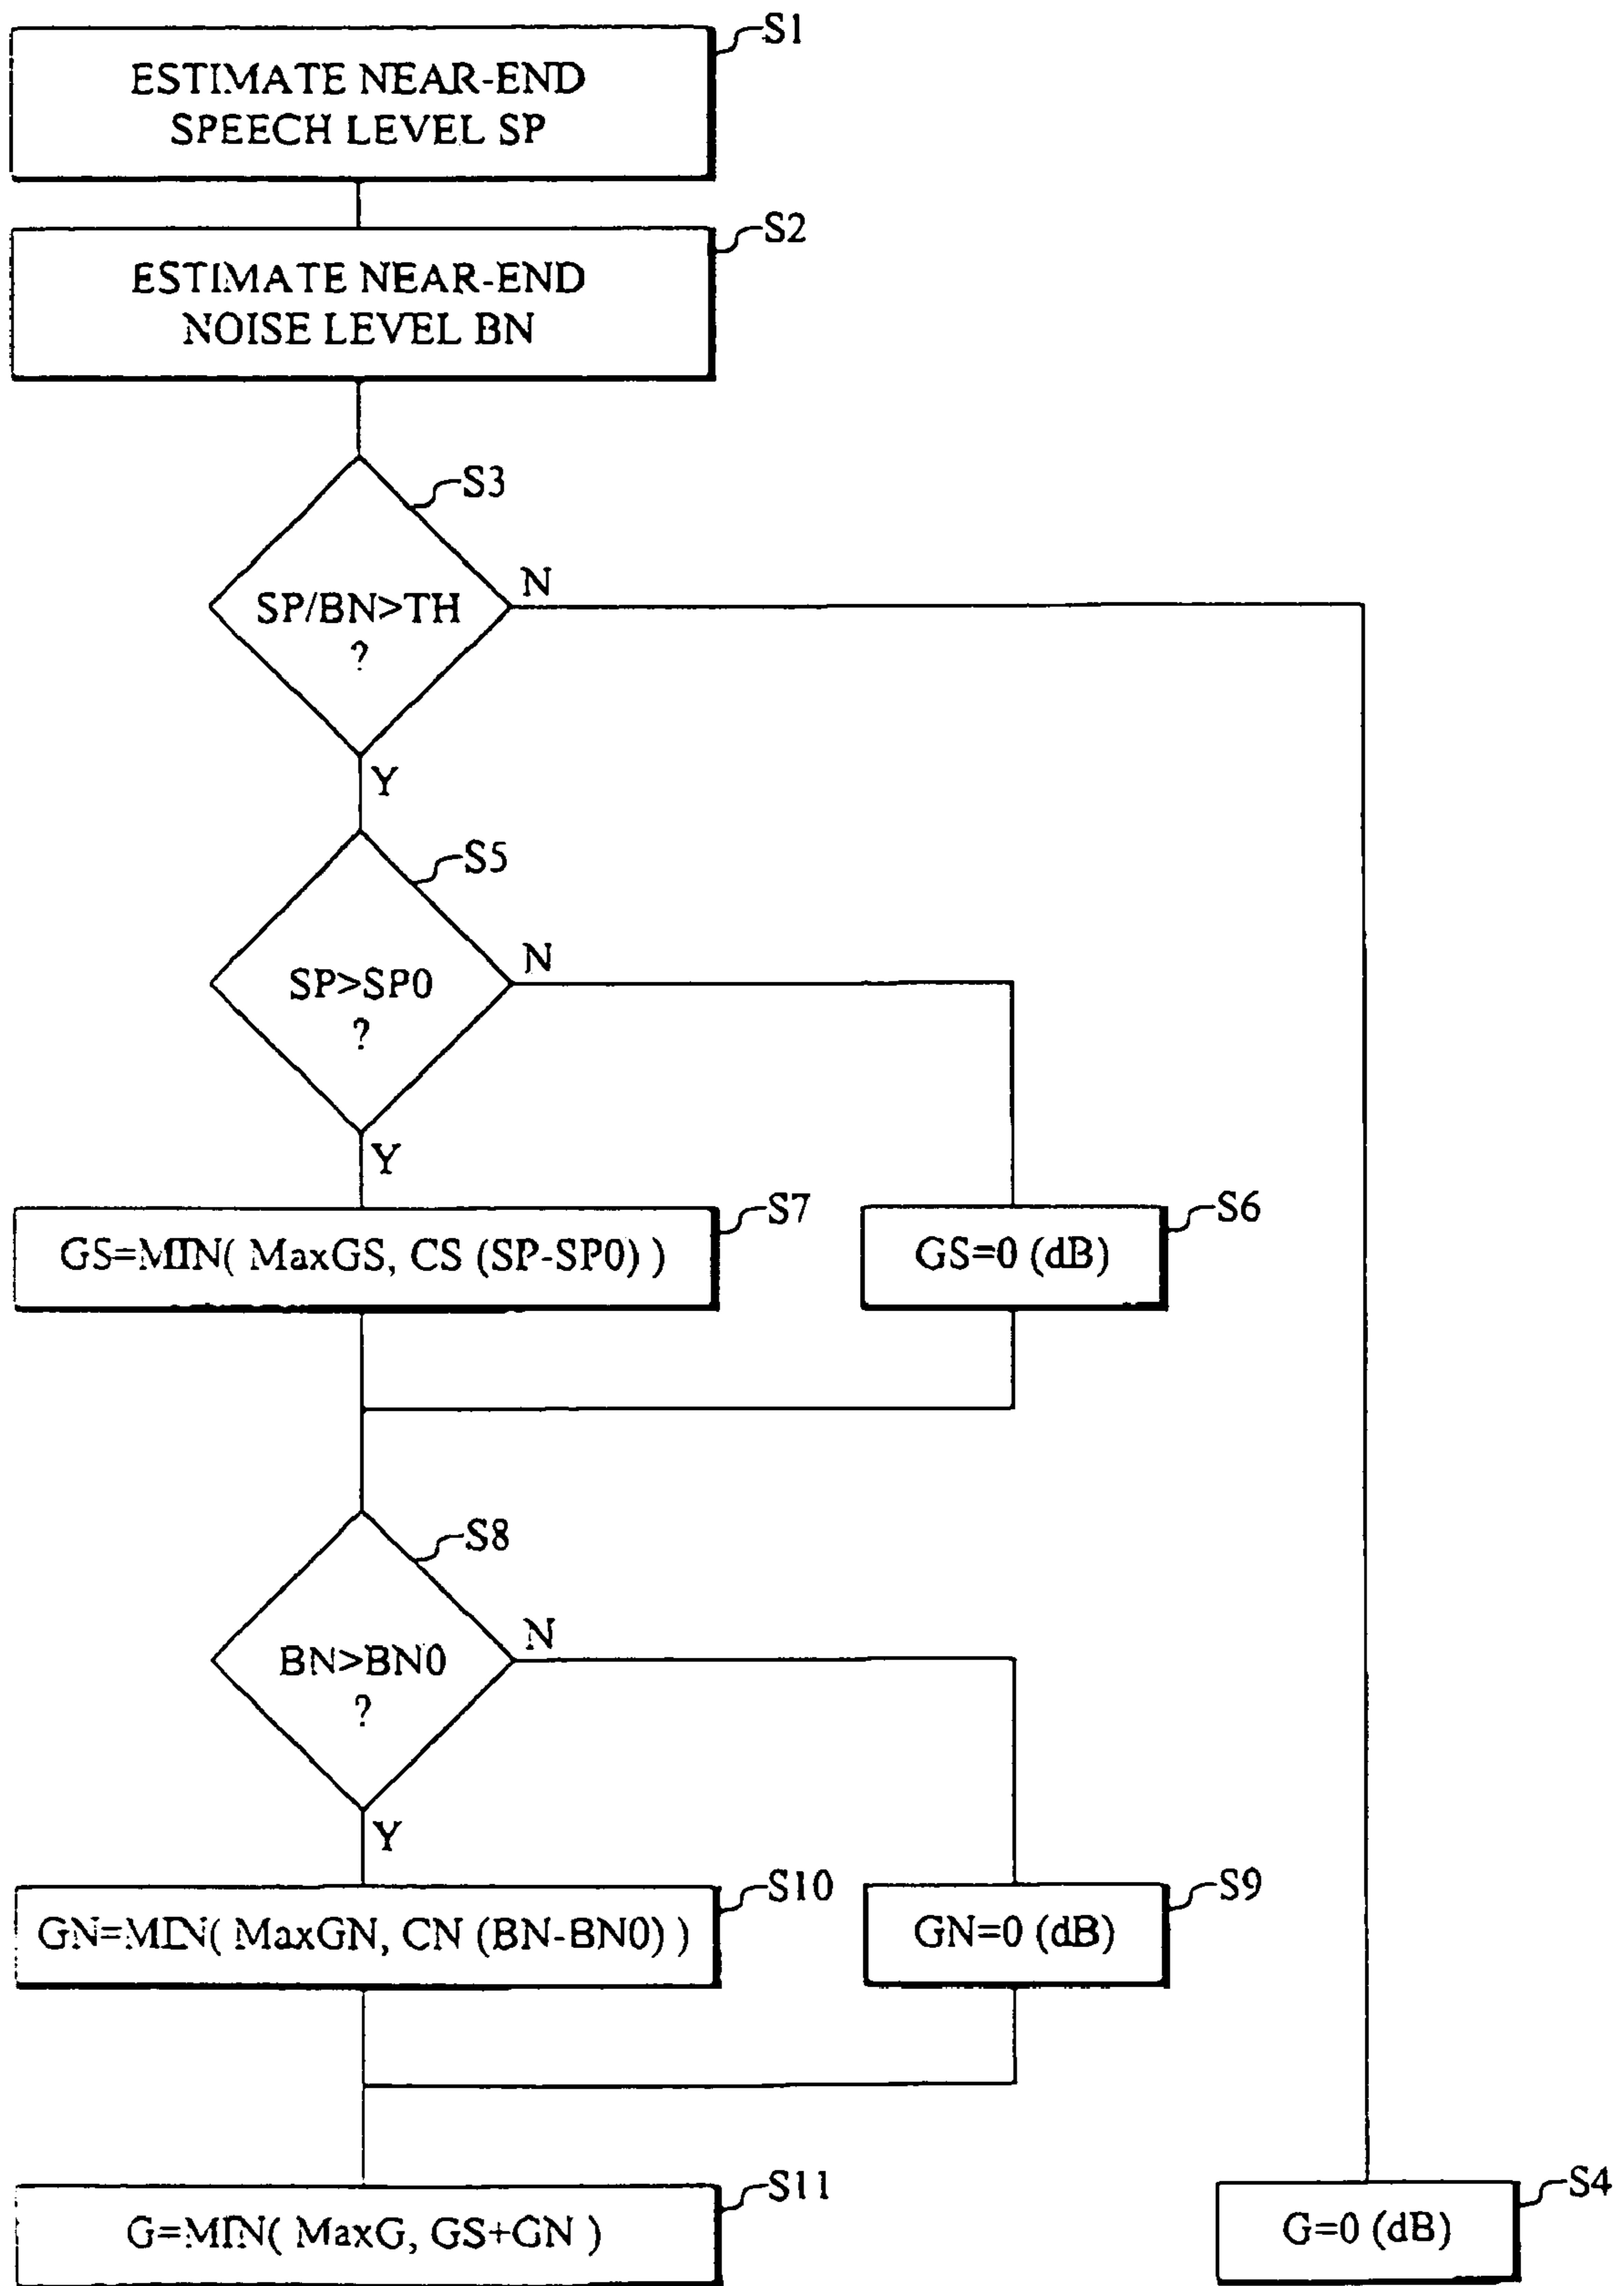 S1
ESTIMATE NEAR-END
SPEECH LEVEL SP
S2
ESTIMATE NEAR-END
NOISE LEVEL BN
S3
SP/BN>TH
?
N
Y
S5
SP>SP0
?
N
Y
S7
GS=MIN( MaxGS, CS (SP-SP0) )
S6
GS=0 (dB)
S8
BN>BN0
?
N
Y
S10
GN=MIN( MaxGN, CN (BN-BN0) )
S9
GN=0 (dB)
S11
G=MIN( MaxG, GS+GN )
S4
G=0 (dB)